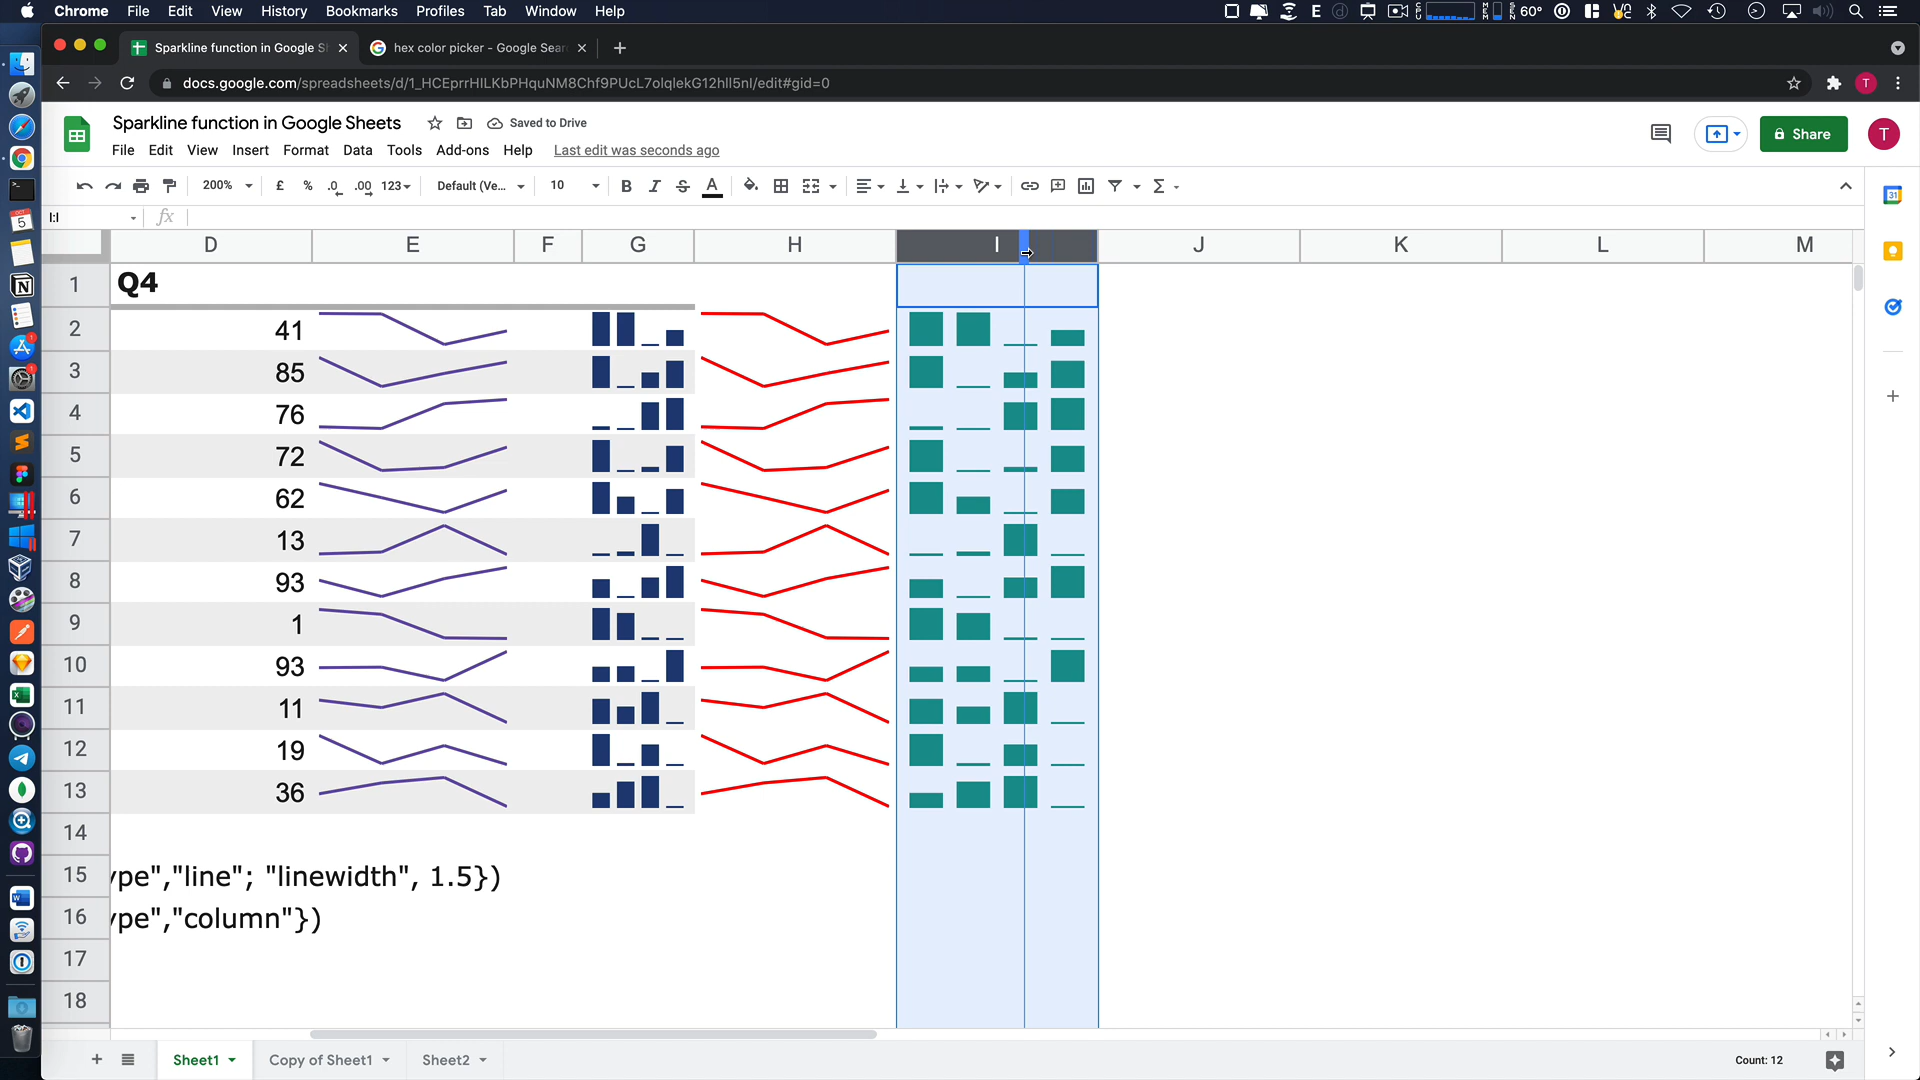 Chrome File Edit View History Bookmarks Profiles Tab Window Help
E 60°
Sparkline function in Google S
hex color picker - Google Sear
docs.google.com/spreadsheets/d/1_HCEprrHILKbPHquNM8Chf9PUcL7olqlekG12hll5nI/edit#gid=0
T
Sparkline function in Google Sheets
Saved to Drive
Share
T
File Edit View Insert Format Data Tools Add-ons Help Last edit was seconds ago
200% £ % .0 .00 123 Default (Ve... 10 B I S A Σ
I:I fx
D E F G H I J K L M
1 Q4
2 41
3 85
4 76
5 72
6 62
7 13
8 93
9 1
10 93
11 11
12 19
13 36
14
15 ype","line"; "linewidth", 1.5})
16 ype","column"})
17
18
Sheet1 Copy of Sheet1 Sheet2
Count: 12